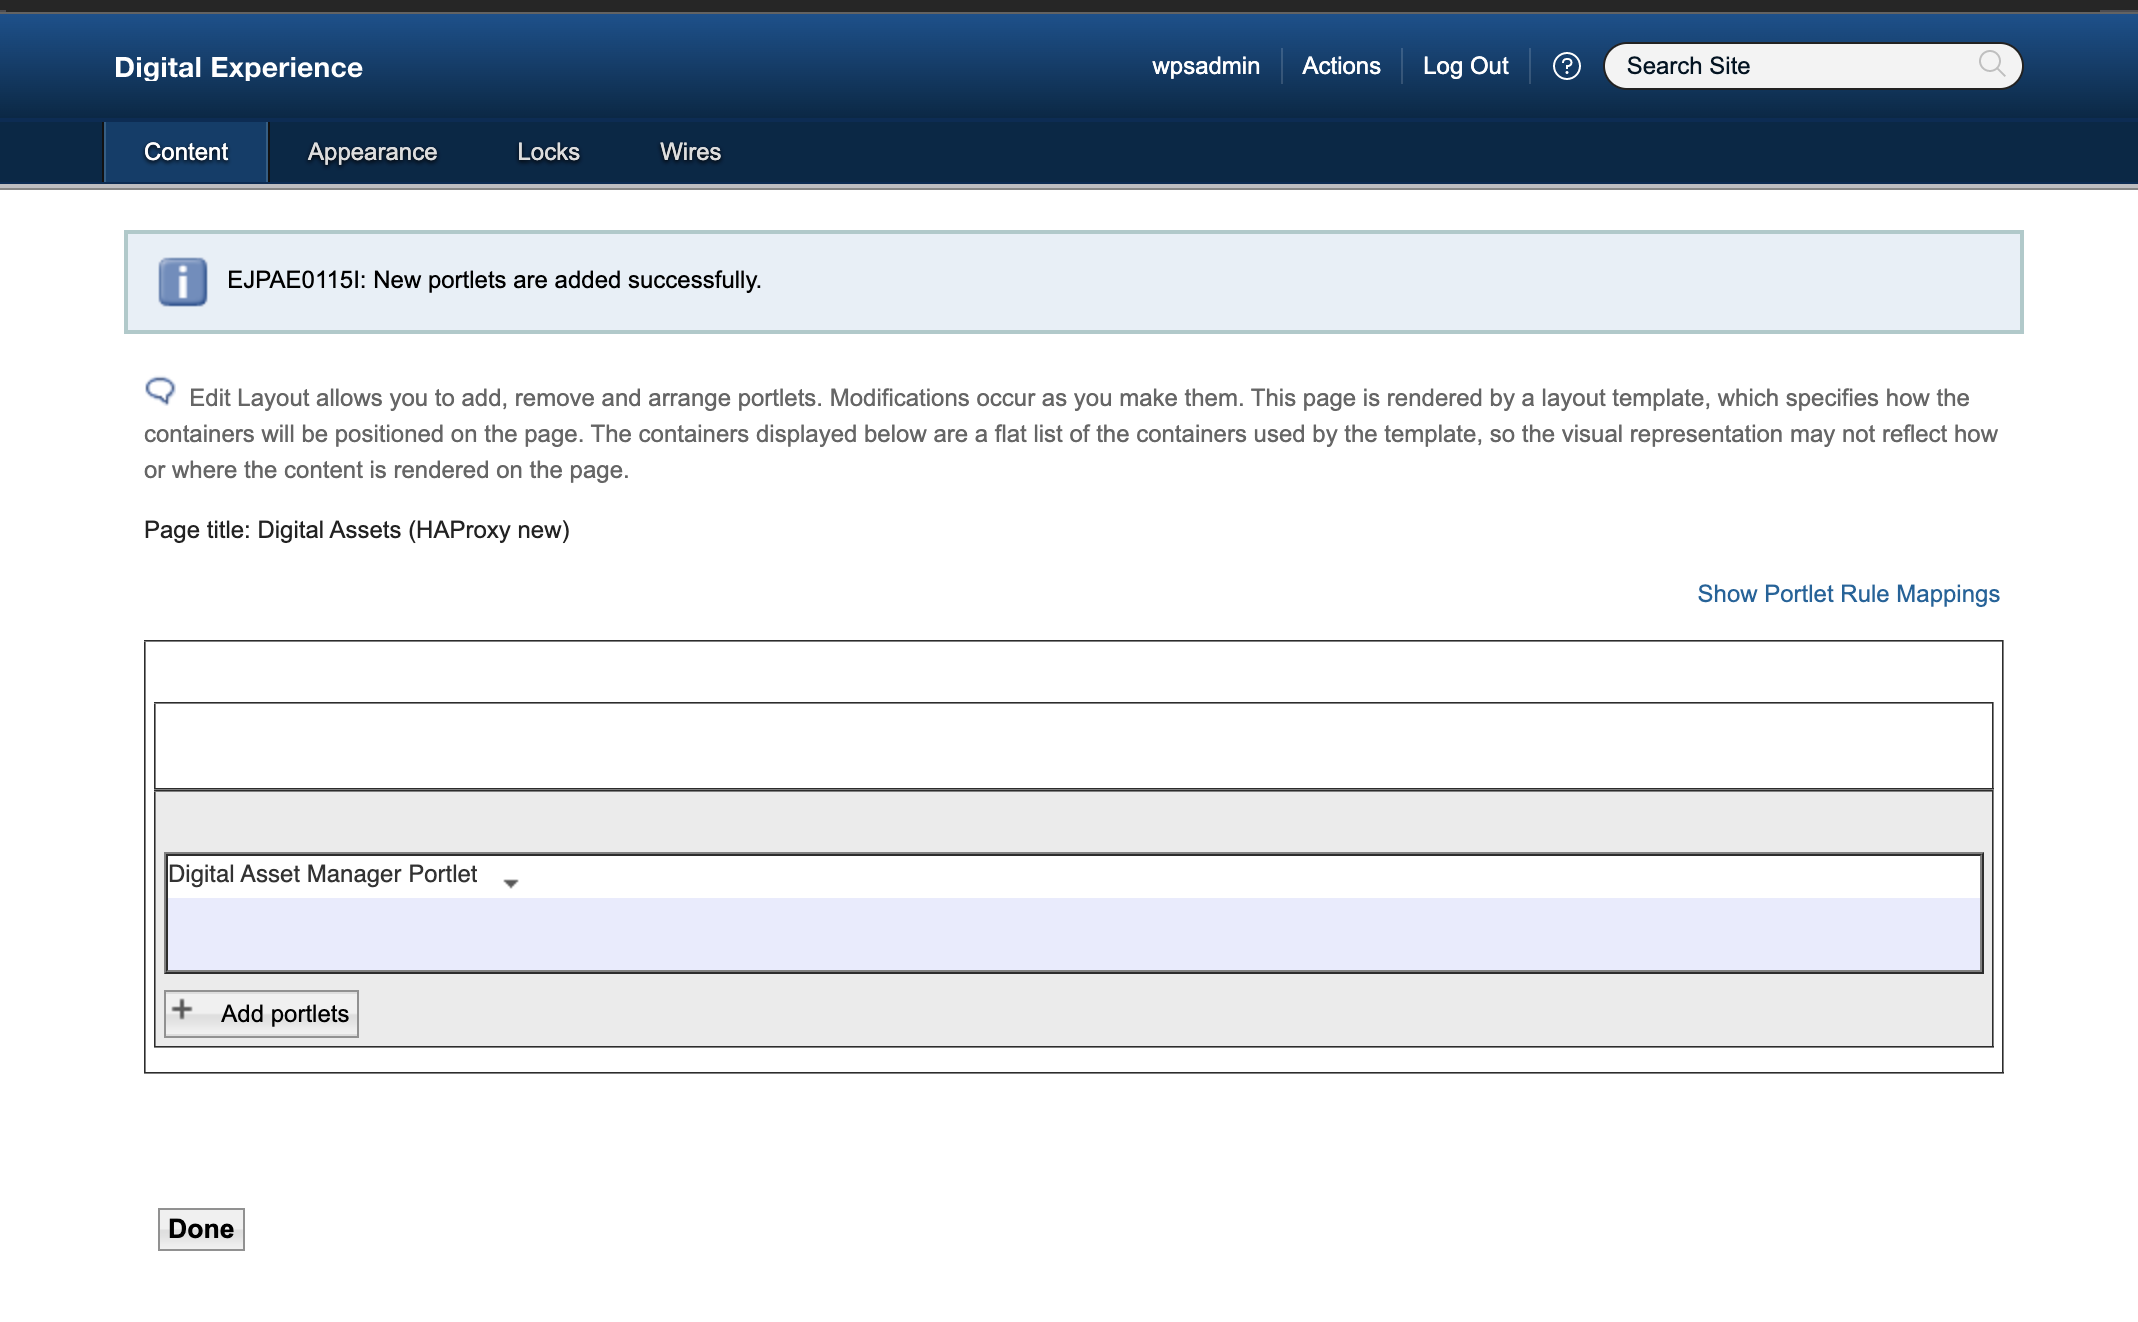 Digital Experience
wpsadmin
Actions
Log Out
?
Search Site
Content
Appearance
Locks
Wires
EJPAE0115I: New portlets are added successfully.
Edit Layout allows you to add, remove and arrange portlets. Modifications occur as you make them. This page is rendered by a layout template, which specifies how the
containers will be positioned on the page. The containers displayed below are a flat list of the containers used by the template, so the visual representation may not reflect how
or where the content is rendered on the page.
Page title: Digital Assets (HAProxy new)
Show Portlet Rule Mappings
Digital Asset Manager Portlet
Add portlets
Done